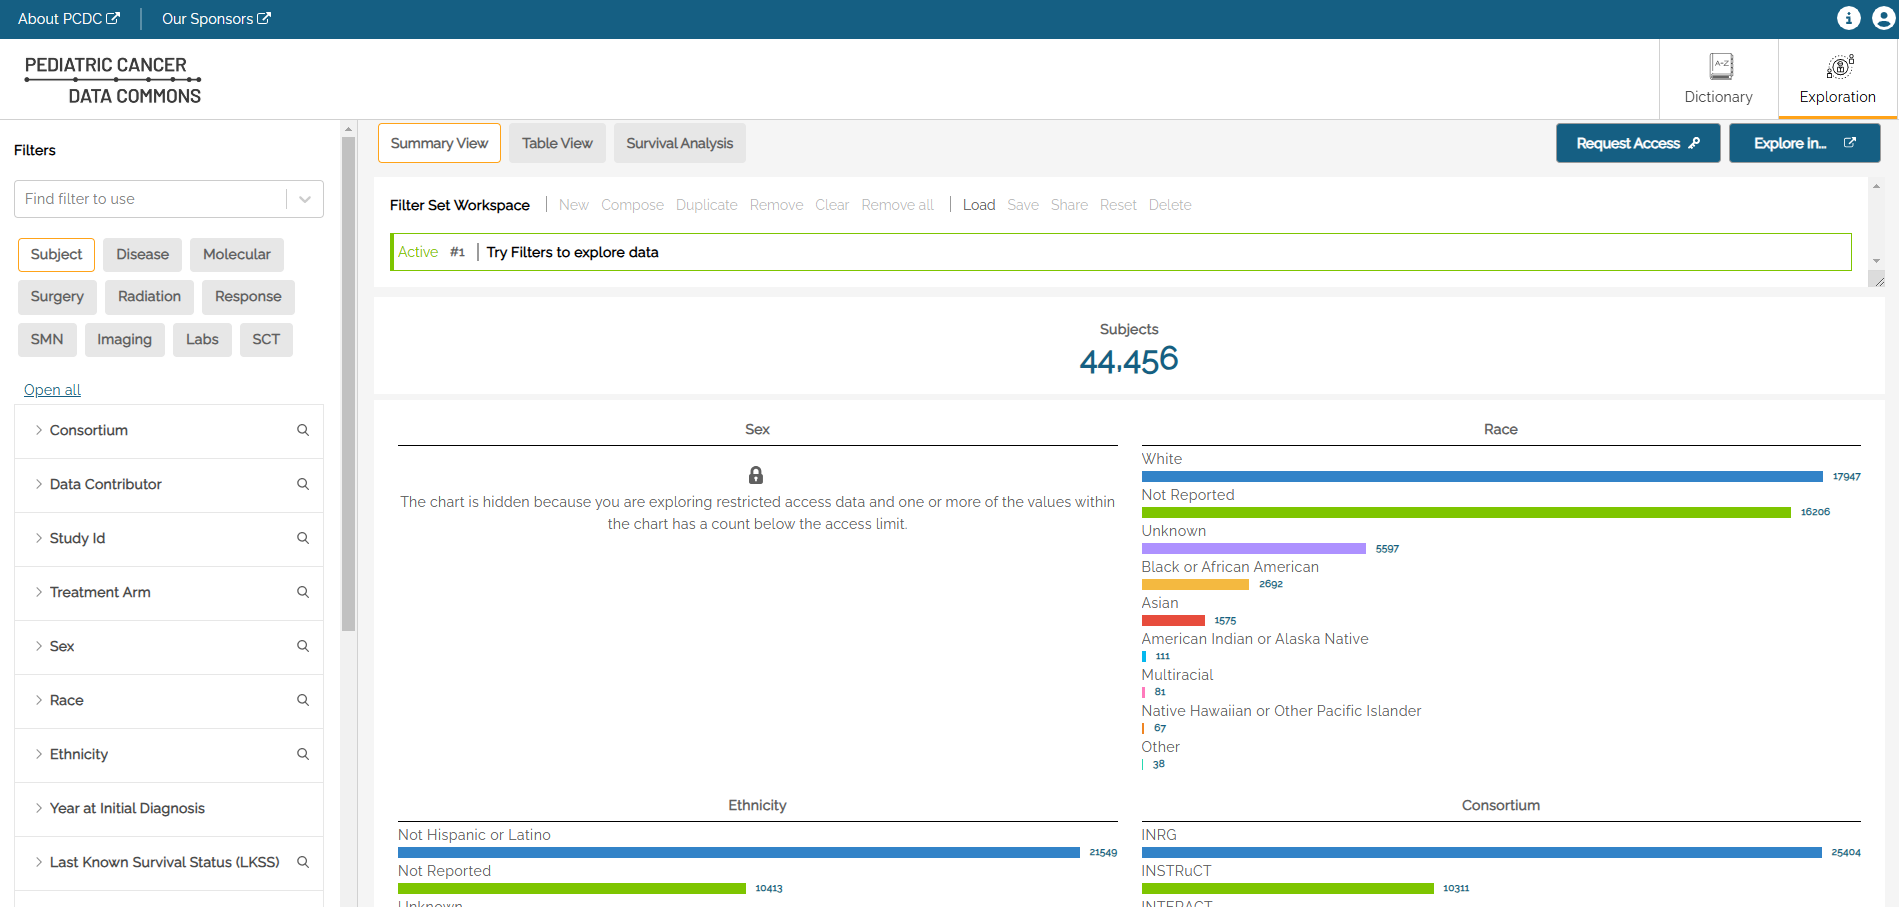 About PCDC
Our Sponsors
PEDIATRIC CANCER
DATA COMMONS
A-Z
Dictionary
Exploration
Filters
Find filter to use
Subject
Disease
Molecular
Surgery
Radiation
Response
SMN
Imaging
Labs
SCT
Open all
Consortium
Data Contributor
Study Id
Treatment Arm
Sex
Race
Ethnicity
Year at Initial Diagnosis
Last Known Survival Status (LKSS)
Summary View
Table View
Survival Analysis
Request Access
Explore in...
Filter Set Workspace | New Compose Duplicate Remove Clear Remove all | Load Save Share Reset Delete
Active #1 | Try Filters to explore data
Subjects
44,456
Sex
The chart is hidden because you are exploring restricted access data and one or more of the values within
the chart has a count below the access limit.
Race
White
17947
Not Reported
16206
Unknown
5597
Black or African American
2692
Asian
1575
American Indian or Alaska Native
111
Multiracial
81
Native Hawaiian or Other Pacific Islander
67
Other
38
Ethnicity
Not Hispanic or Latino
21549
Not Reported
10413
Unknown
Consortium
INRG
25404
INSTRuCT
10311
INTERACT